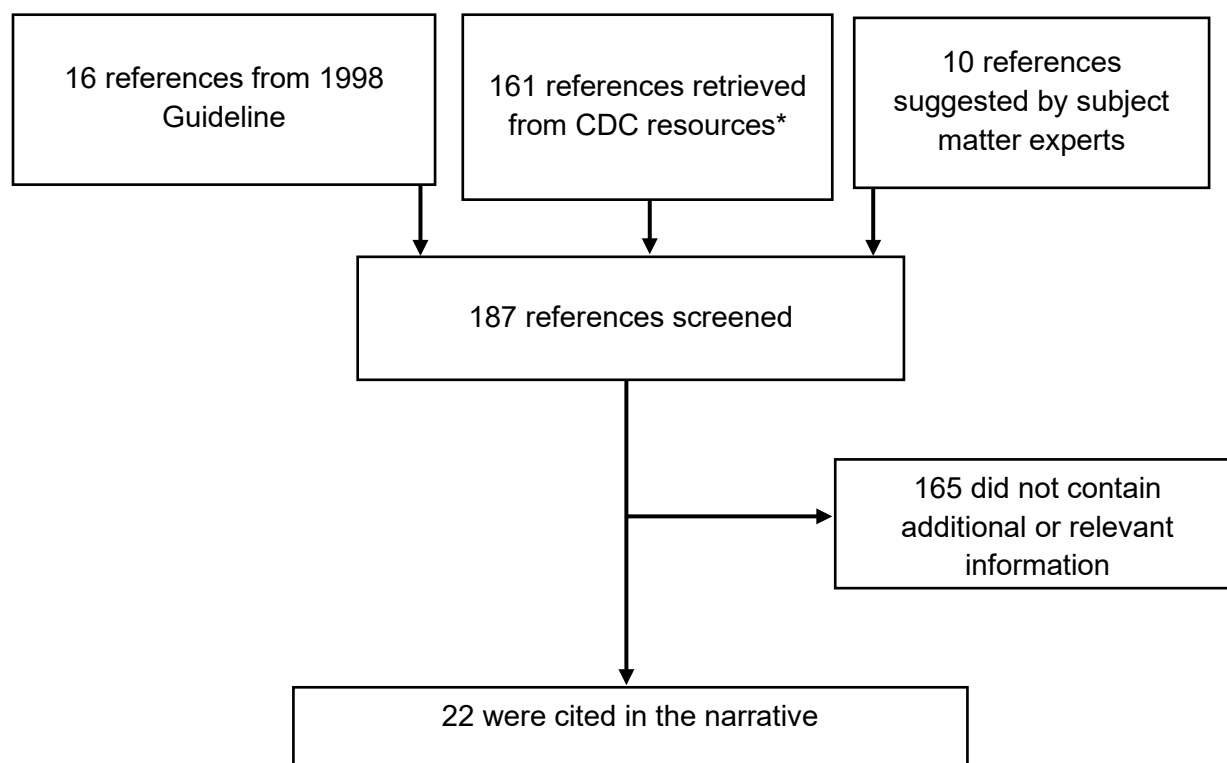 16 references from 1998
Guideline
161 references retrieved
from CDC resources*
10 references
suggested by subject
matter experts
187 references screened
165 did not contain
additional or relevant
information
22 were cited in the narrative